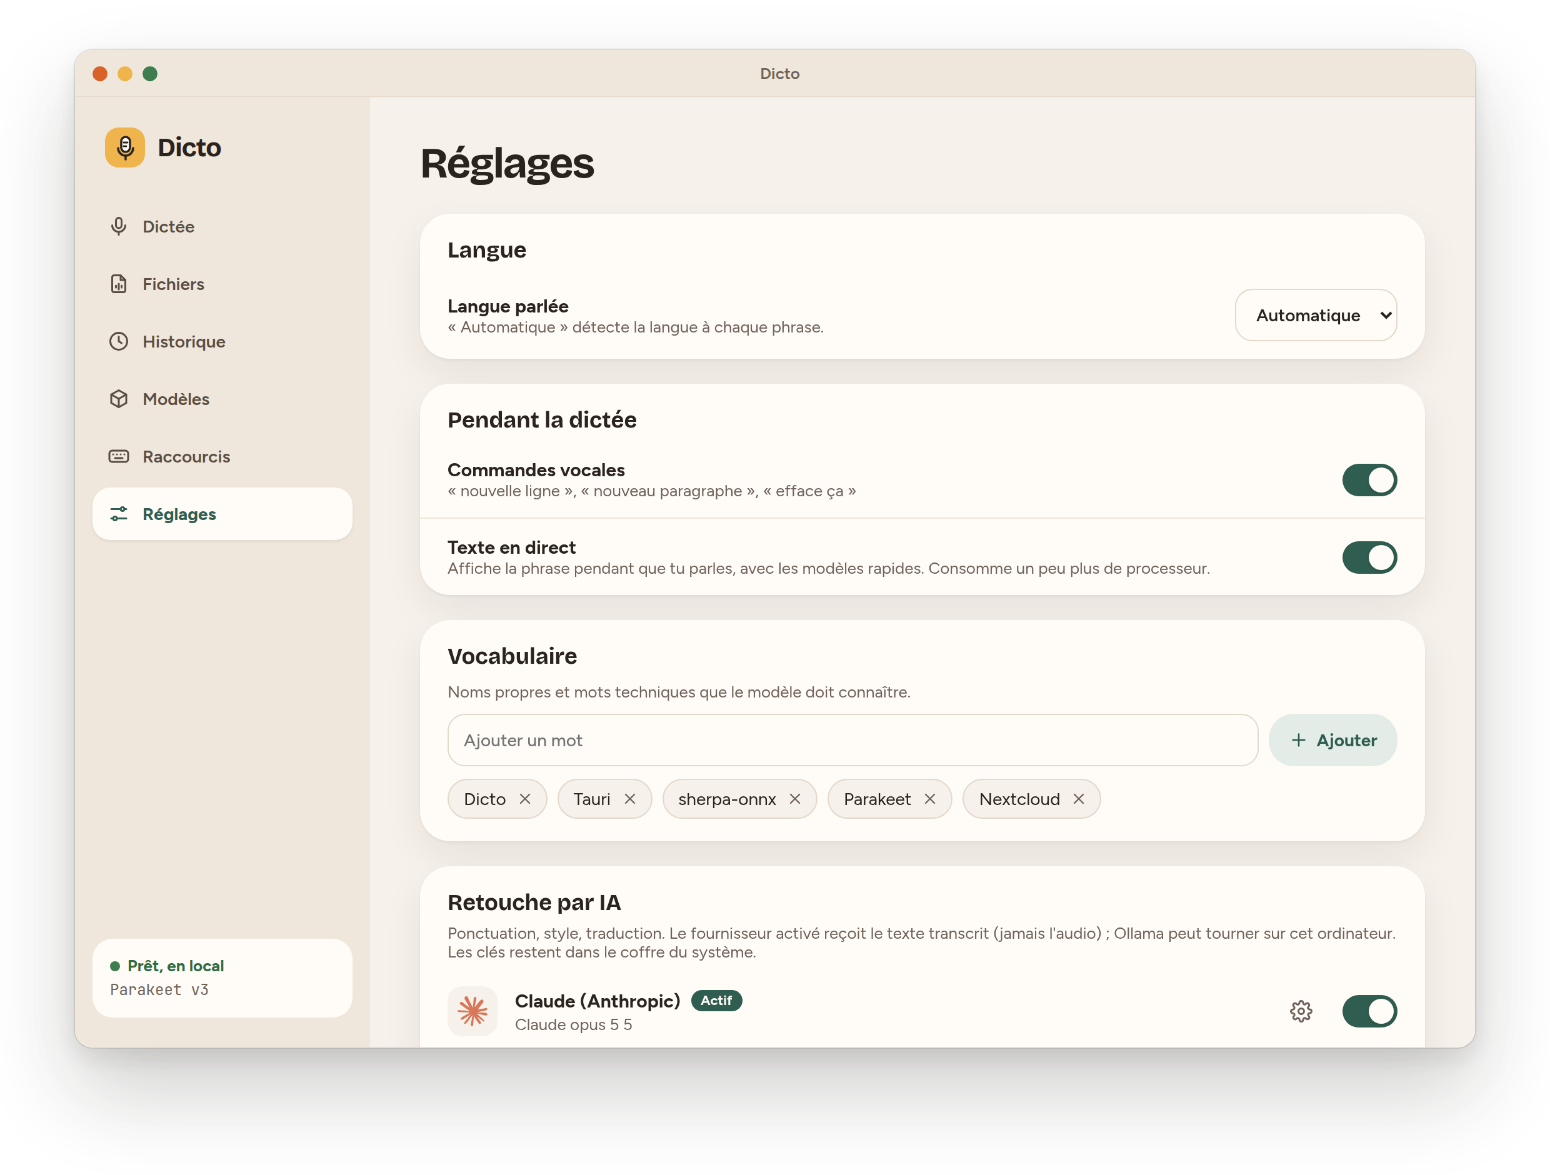 Dicto
Dicto
Dictée
Fichiers
Historique
Modèles
Raccourcis
Réglages
Prêt, en local
Parakeet v3
Réglages
Langue
Langue parlée
« Automatique » détecte la langue à chaque phrase.
Automatique
Pendant la dictée
Commandes vocales
« nouvelle ligne », « nouveau paragraphe », « efface ça »
Texte en direct
Affiche la phrase pendant que tu parles, avec les modèles rapides. Consomme un peu plus de processeur.
Vocabulaire
Noms propres et mots techniques que le modèle doit connaître.
Ajouter un mot
Ajouter
Dicto
Tauri
sherpa-onnx
Parakeet
Nextcloud
Retouche par IA
Ponctuation, style, traduction. Le fournisseur activé reçoit le texte transcrit (jamais l'audio) ; Ollama peut tourner sur cet ordinateur.
Les clés restent dans le coffre du système.
Claude (Anthropic) Actif
Claude opus 5 5